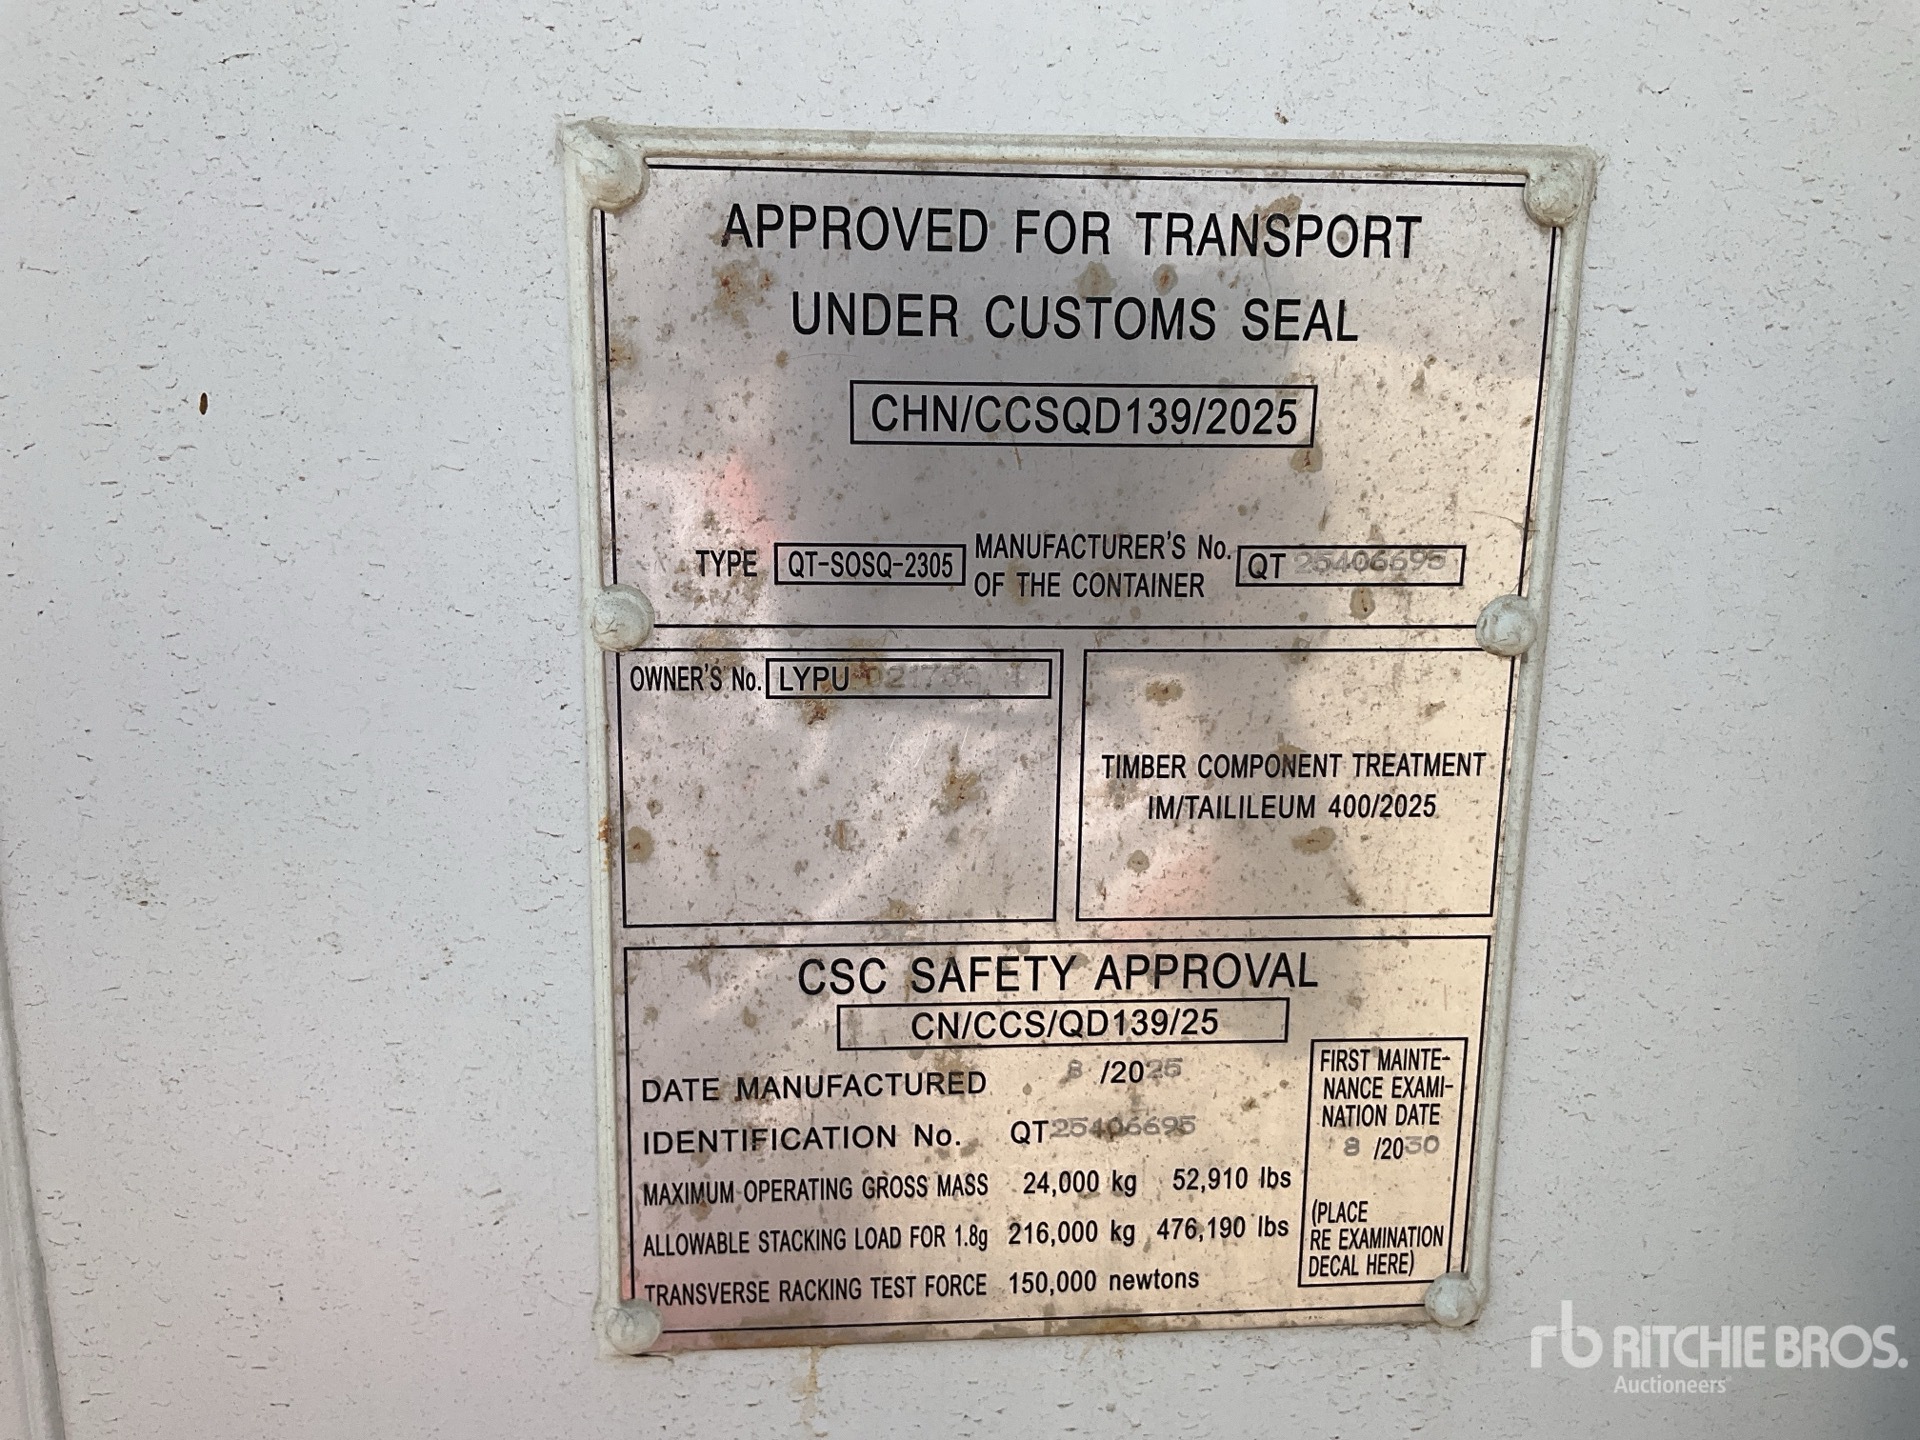 APPROVED FOR TRANSPORT
UNDER CUSTOMS SEAL
CHN/CCSQD139/2025
TYPE QT-SOSQ-2305 MANUFACTURER'S No. OF THE CONTAINER QT 25406695
OWNER'S No. LYPU
TIMBER COMPONENT TREATMENT
IM/TAILILEUM 400/2025
CSC SAFETY APPROVAL
CN/CCS/QD139/25
DATE MANUFACTURED 8 /2025
IDENTIFICATION No. QT25406695
MAXIMUM OPERATING GROSS MASS 24,000 kg 52,910 lbs
ALLOWABLE STACKING LOAD FOR 1.8g 216,000 kg 476,190 lbs
TRANSVERSE RACKING TEST FORCE 150,000 newtons
FIRST MAINTE-
NANCE EXAMI-
NATION DATE
8 /2030
(PLACE
RE EXAMINATION
DECAL HERE)
rb RITCHIE BROS.
Auctioneers